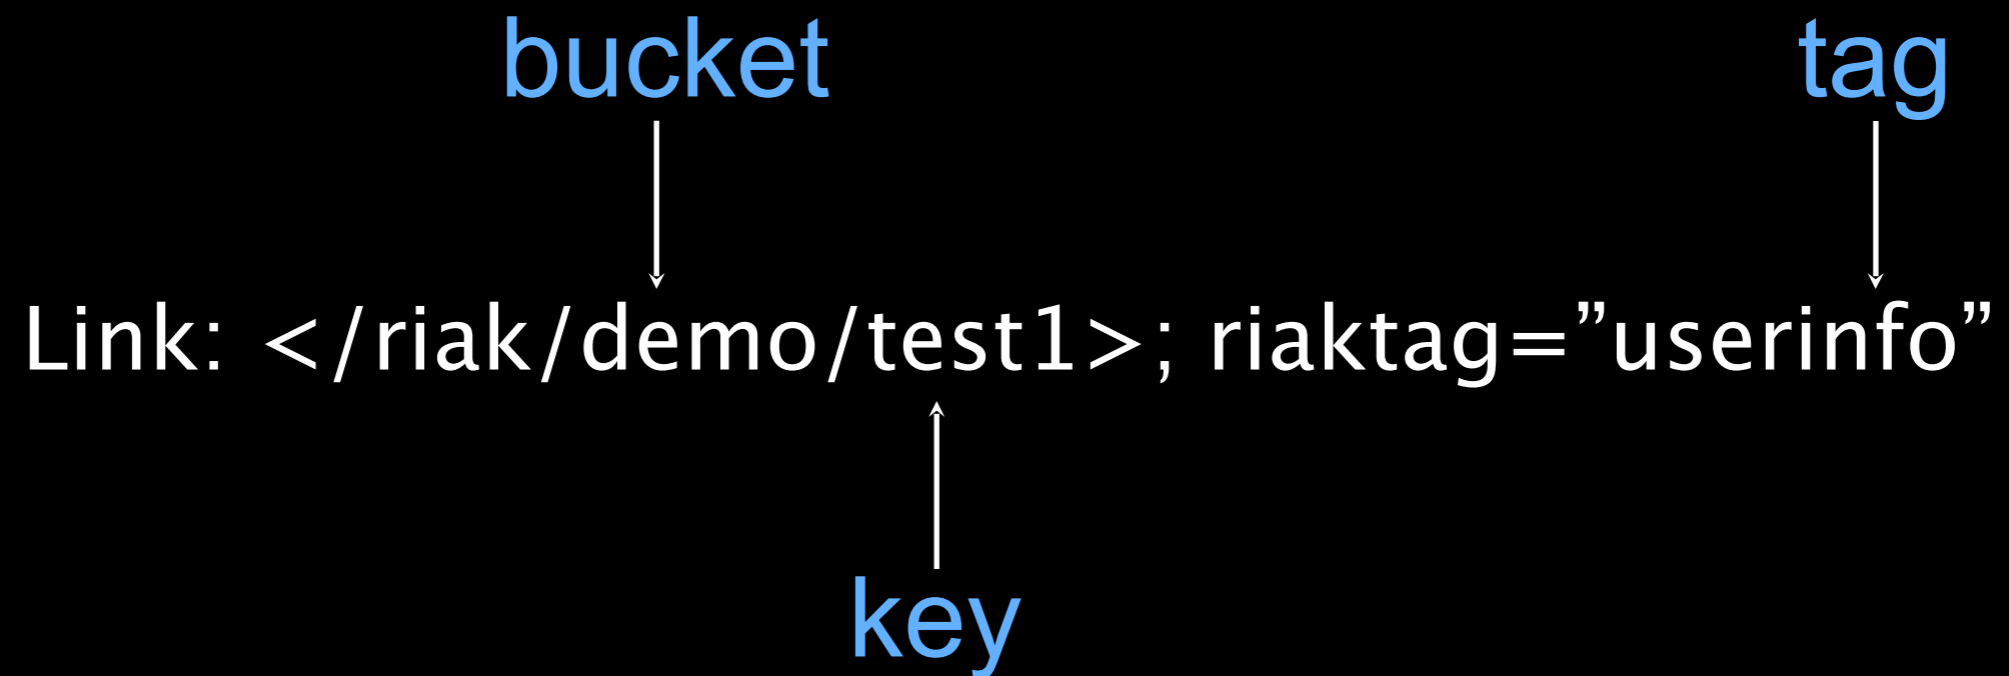 bucket tag
Link: </riak/demo/test1>; riaktag=”userinfo”
key